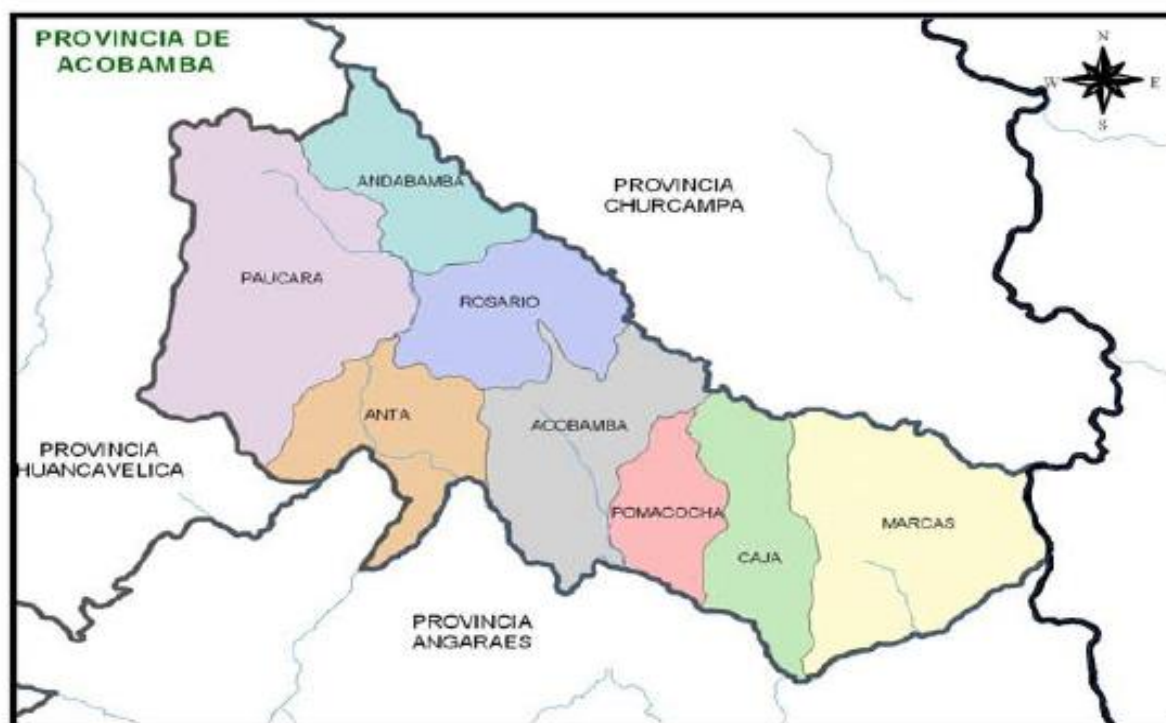 PROVINCIA DE
ACOBAMBA
N
W
E
S
ANDABAMBA
PROVINCIA
CHURCAMPA
PAUCARA
ROSARIO
ANTA
ACOBAMBA
PROVINCIA
HUANCAVELICA
POMACOCHA
MARCAS
CAJA
PROVINCIA
ANGARAES